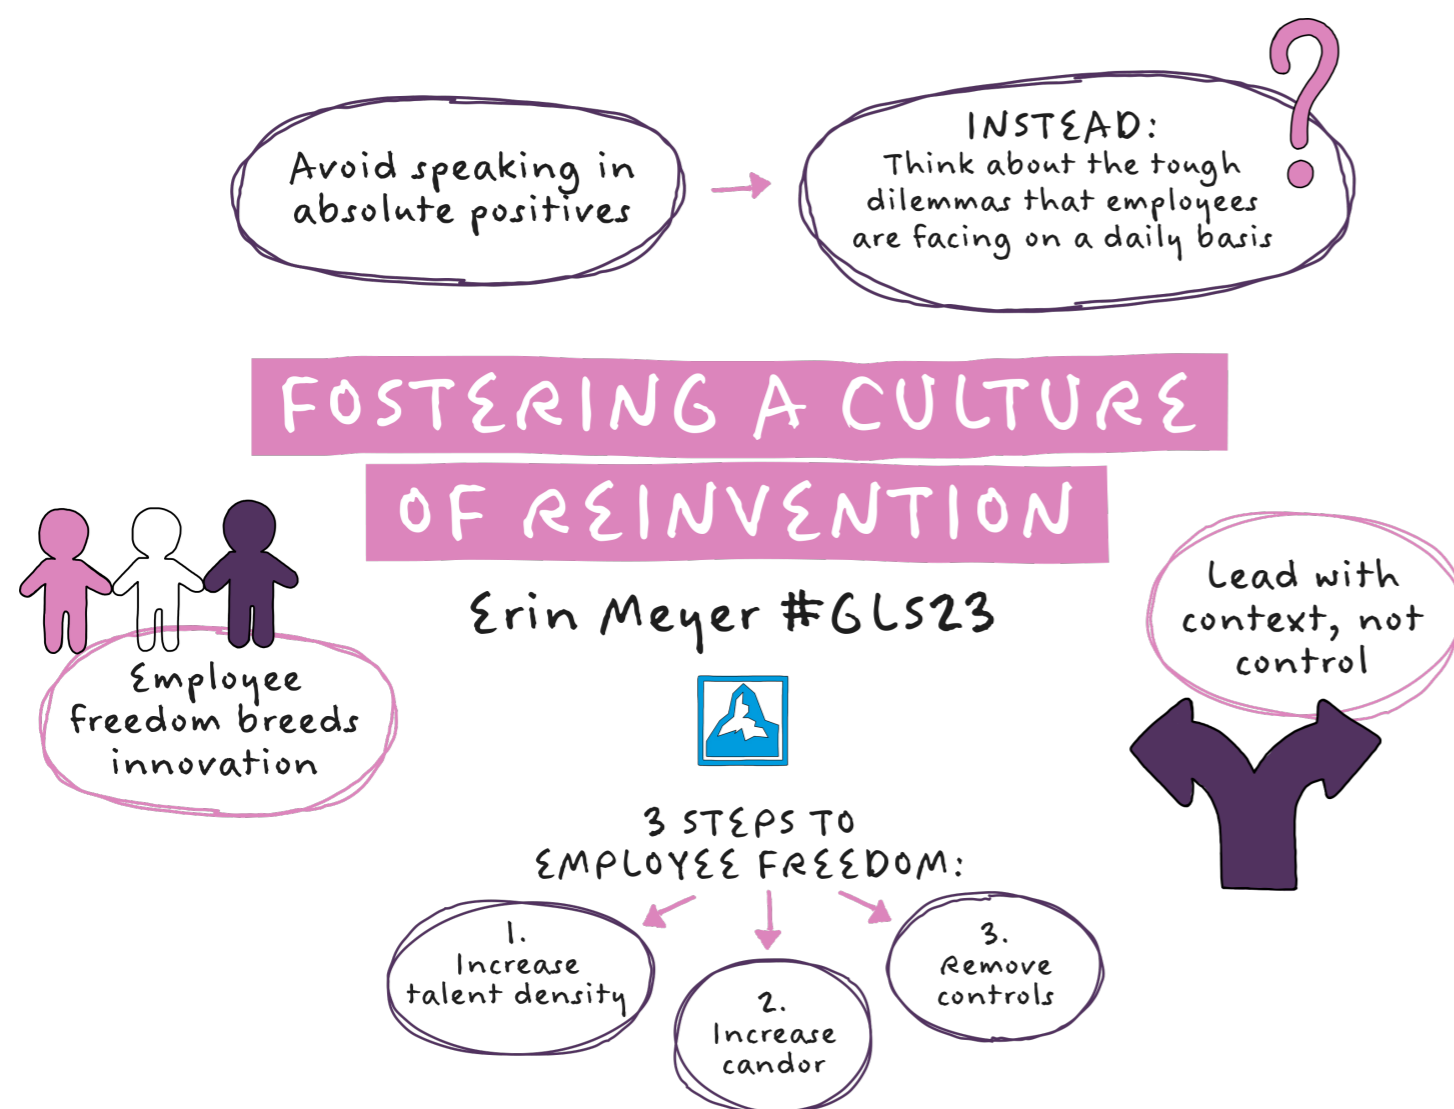 Avoid speaking in
absolute positives
INSTEAD:
Think about the tough
dilemmas that employees
are facing on a daily basis
?
FOSTERING A CULTURE
OF REINVENTION
Erin Meyer #GLS23
Employee
freedom breeds
innovation
Lead with
context, not
control
3 STEPS TO
EMPLOYEE FREEDOM:
1.
Increase
talent density
2.
Increase
candor
3.
Remove
controls